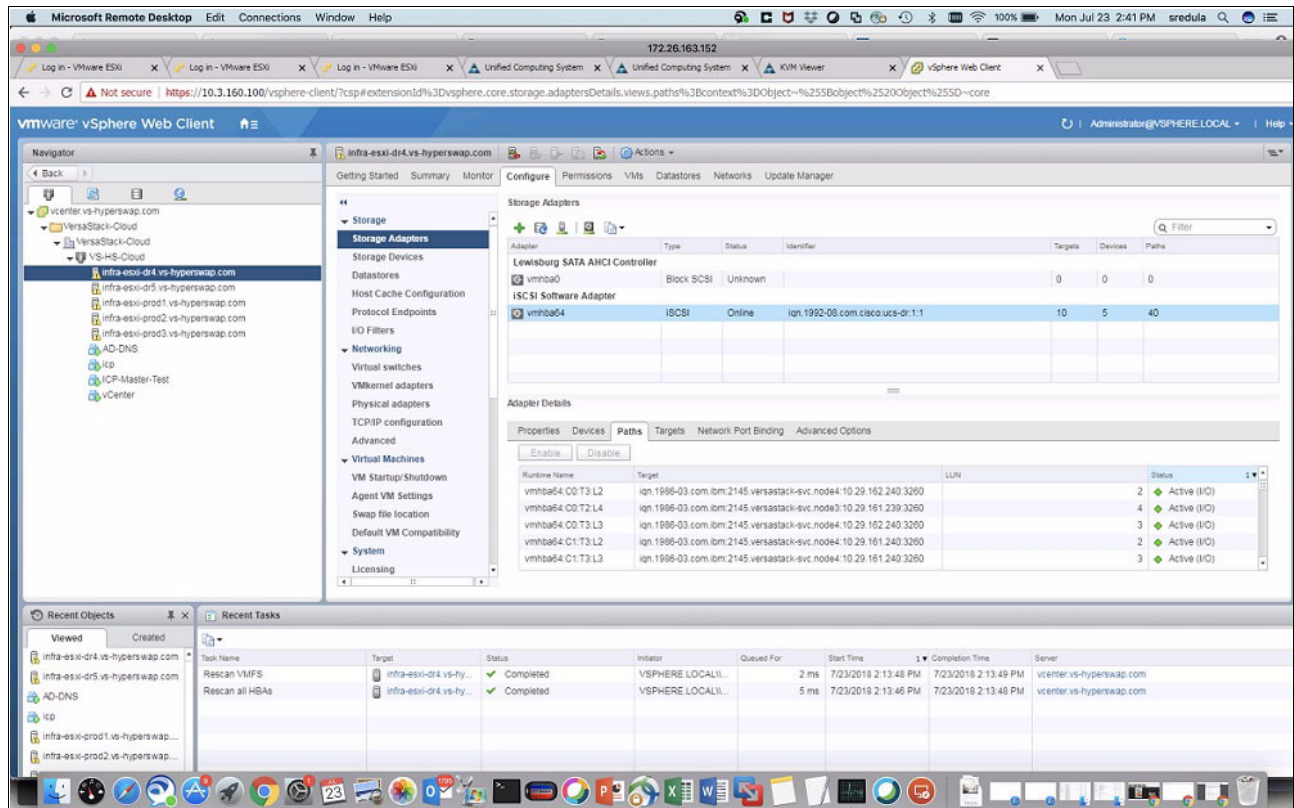 Microsoft Remote Desktop Edit Connections Window Help 100% Mon Jul 23 2:41 PM sredula
172.26.163.152
Log in - VMware ESXi x Log in - VMware ESXi x Log in - VMware ESXi x Unified Computing System x Unified Computing System x KVM Viewer x vSphere Web Client x
Not secure https://10.3.160.100/vsphere-client/?csp#extensionId%3Dvsphere.core.storage.adaptersDetails.views.paths%3Bcontext%3DObject~%255Bobject%2520Object%255D~core
vmware® vSphere Web Client Administrator@VSPHERE.LOCAL Help
Navigator
Back
vcenter.vs-hyperswap.com
VersaStack-Cloud
VersaStack-Cloud
VS-HS-Cloud
infra-esxi-dr4.vs-hyperswap.com
infra-esxi-dr5.vs-hyperswap.com
infra-esxi-prod1.vs-hyperswap.com
infra-esxi-prod2.vs-hyperswap.com
infra-esxi-prod3.vs-hyperswap.com
AD-DNS
icp
ICP-Master-Test
vCenter
infra-esxi-dr4.vs-hyperswap.com Actions
Getting Started Summary Monitor Configure Permissions VMs Datastores Networks Update Manager
Storage
Storage Adapters
Storage Devices
Datastores
Host Cache Configuration
Protocol Endpoints
I/O Filters
Networking
Virtual switches
VMkernel adapters
Physical adapters
TCP/IP configuration
Advanced
Virtual Machines
VM Startup/Shutdown
Agent VM Settings
Swap file location
Default VM Compatibility
System
Licensing
Storage Adapters
Filter
Adapter Type Status Identifier Targets Devices Paths
Lewisburg SATA AHCI Controller
vmhba0 Block SCSI Unknown 0 0 0
iSCSI Software Adapter
vmhba64 iSCSI Online iqn.1992-08.com.cisco:ucs-dr:1:1 10 5 40
Adapter Details
Properties Devices Paths Targets Network Port Binding Advanced Options
Enable Disable
Runtime Name Target LUN Status 1
vmhba64:C0:T3:L2 iqn.1986-03.com.ibm:2145.versastack-svc.node4:10.29.162.240:3260 2 Active (I/O)
vmhba64:C0:T2:L4 iqn.1986-03.com.ibm:2145.versastack-svc.node3:10.29.161.239:3260 4 Active (I/O)
vmhba64:C0:T3:L3 iqn.1986-03.com.ibm:2145.versastack-svc.node4:10.29.162.240:3260 3 Active (I/O)
vmhba64:C1:T3:L2 iqn.1986-03.com.ibm:2145.versastack-svc.node4:10.29.161.240:3260 2 Active (I/O)
vmhba64:C1:T3:L3 iqn.1986-03.com.ibm:2145.versastack-svc.node4:10.29.161.240:3260 3 Active (I/O)
Recent Objects
Viewed Created
infra-esxi-dr4.vs-hyperswap.com
infra-esxi-dr5.vs-hyperswap.com
AD-DNS
icp
infra-esxi-prod1.vs-hyperswap....
infra-esxi-prod2.vs-hyperswap....
Recent Tasks
Task Name Target Status Initiator Queued For Start Time 1 Completion Time Server
Rescan VMFS infra-esxi-dr4.vs-hy... Completed VSPHERE.LOCAL\\... 2 ms 7/23/2018 2:13:48 PM 7/23/2018 2:13:49 PM vcenter.vs-hyperswap.com
Rescan all HBAs infra-esxi-dr4.vs-hy... Completed VSPHERE.LOCAL\\... 5 ms 7/23/2018 2:13:46 PM 7/23/2018 2:13:48 PM vcenter.vs-hyperswap.com
23